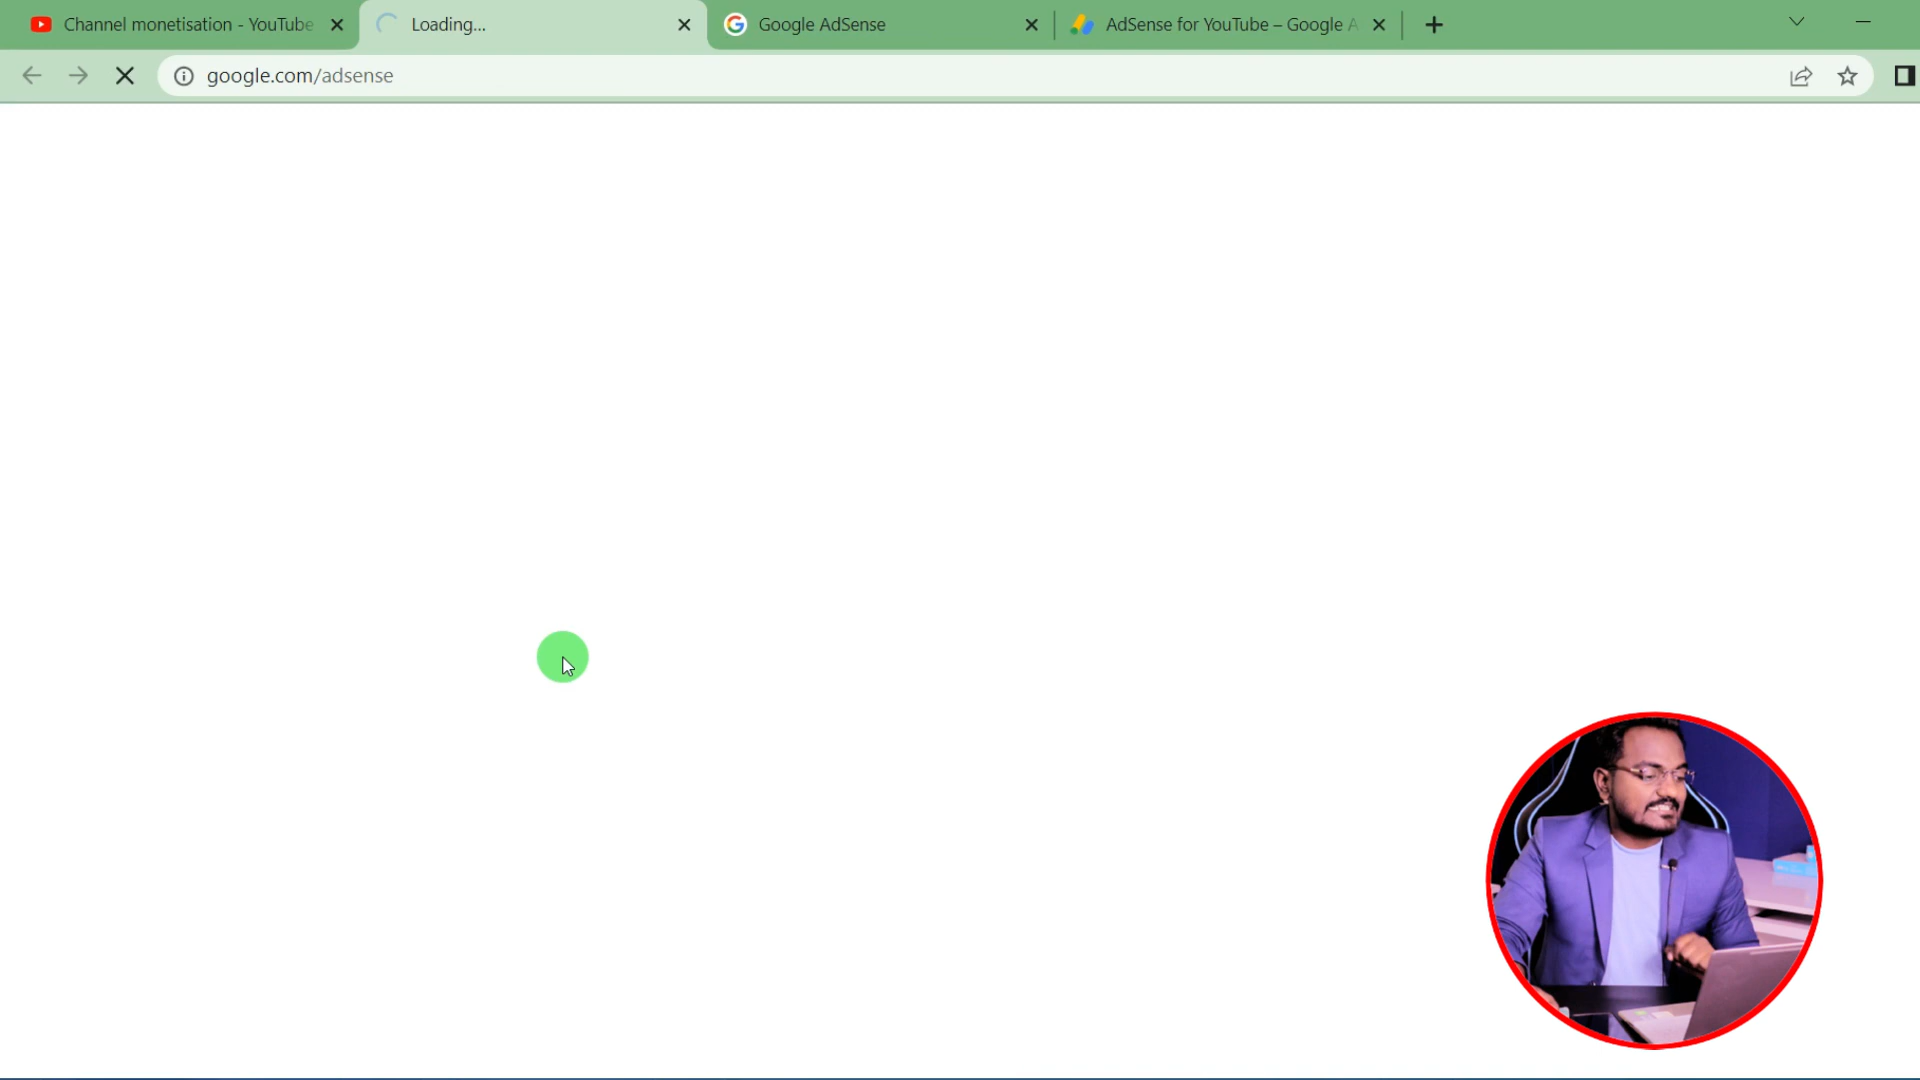 Channel monetisation - YouTube
Loading...
Google AdSense
AdSense for YouTube – Google A
google.com/adsense